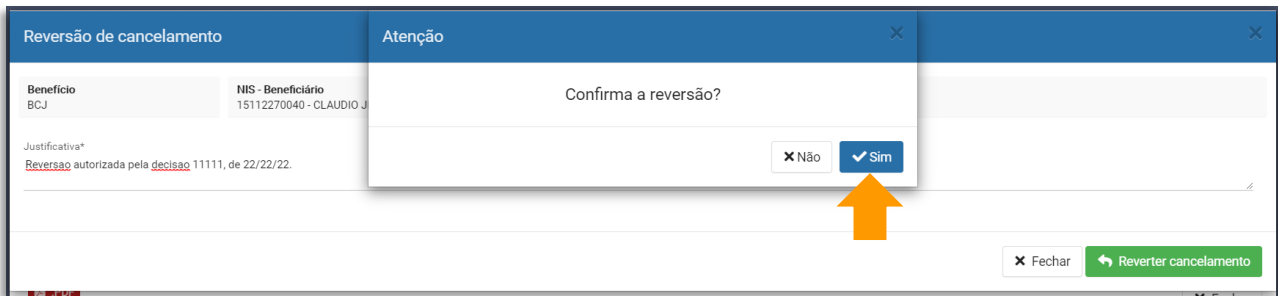 Reversão de cancelamento
Atenção
Benefício
BCJ
NIS - Beneficiário
15112270040 - CLAUDIO J
Confirma a reversão?
Justificativa*
Reversao autorizada pela decisao 11111, de 22/22/22.
Não
Sim
Fechar
Reverter cancelamento